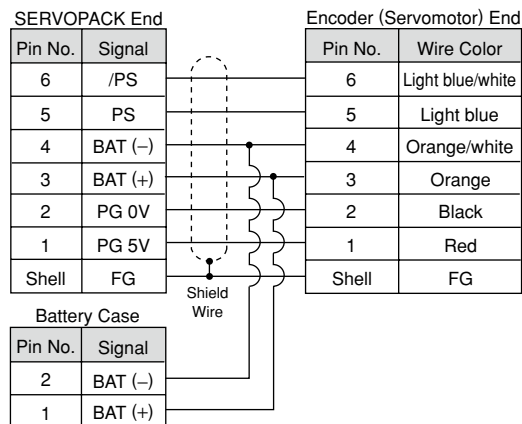 SERVOPACK End
Pin No. Signal
6 /PS
5 PS
4 BAT (−)
3 BAT (+)
2 PG 0V
1 PG 5V
Shell FG
Shield
Wire
Encoder (Servomotor) End
Pin No. Wire Color
6 Light blue/white
5 Light blue
4 Orange/white
3 Orange
2 Black
1 Red
Shell FG
Battery Case
Pin No. Signal
2 BAT (−)
1 BAT (+)